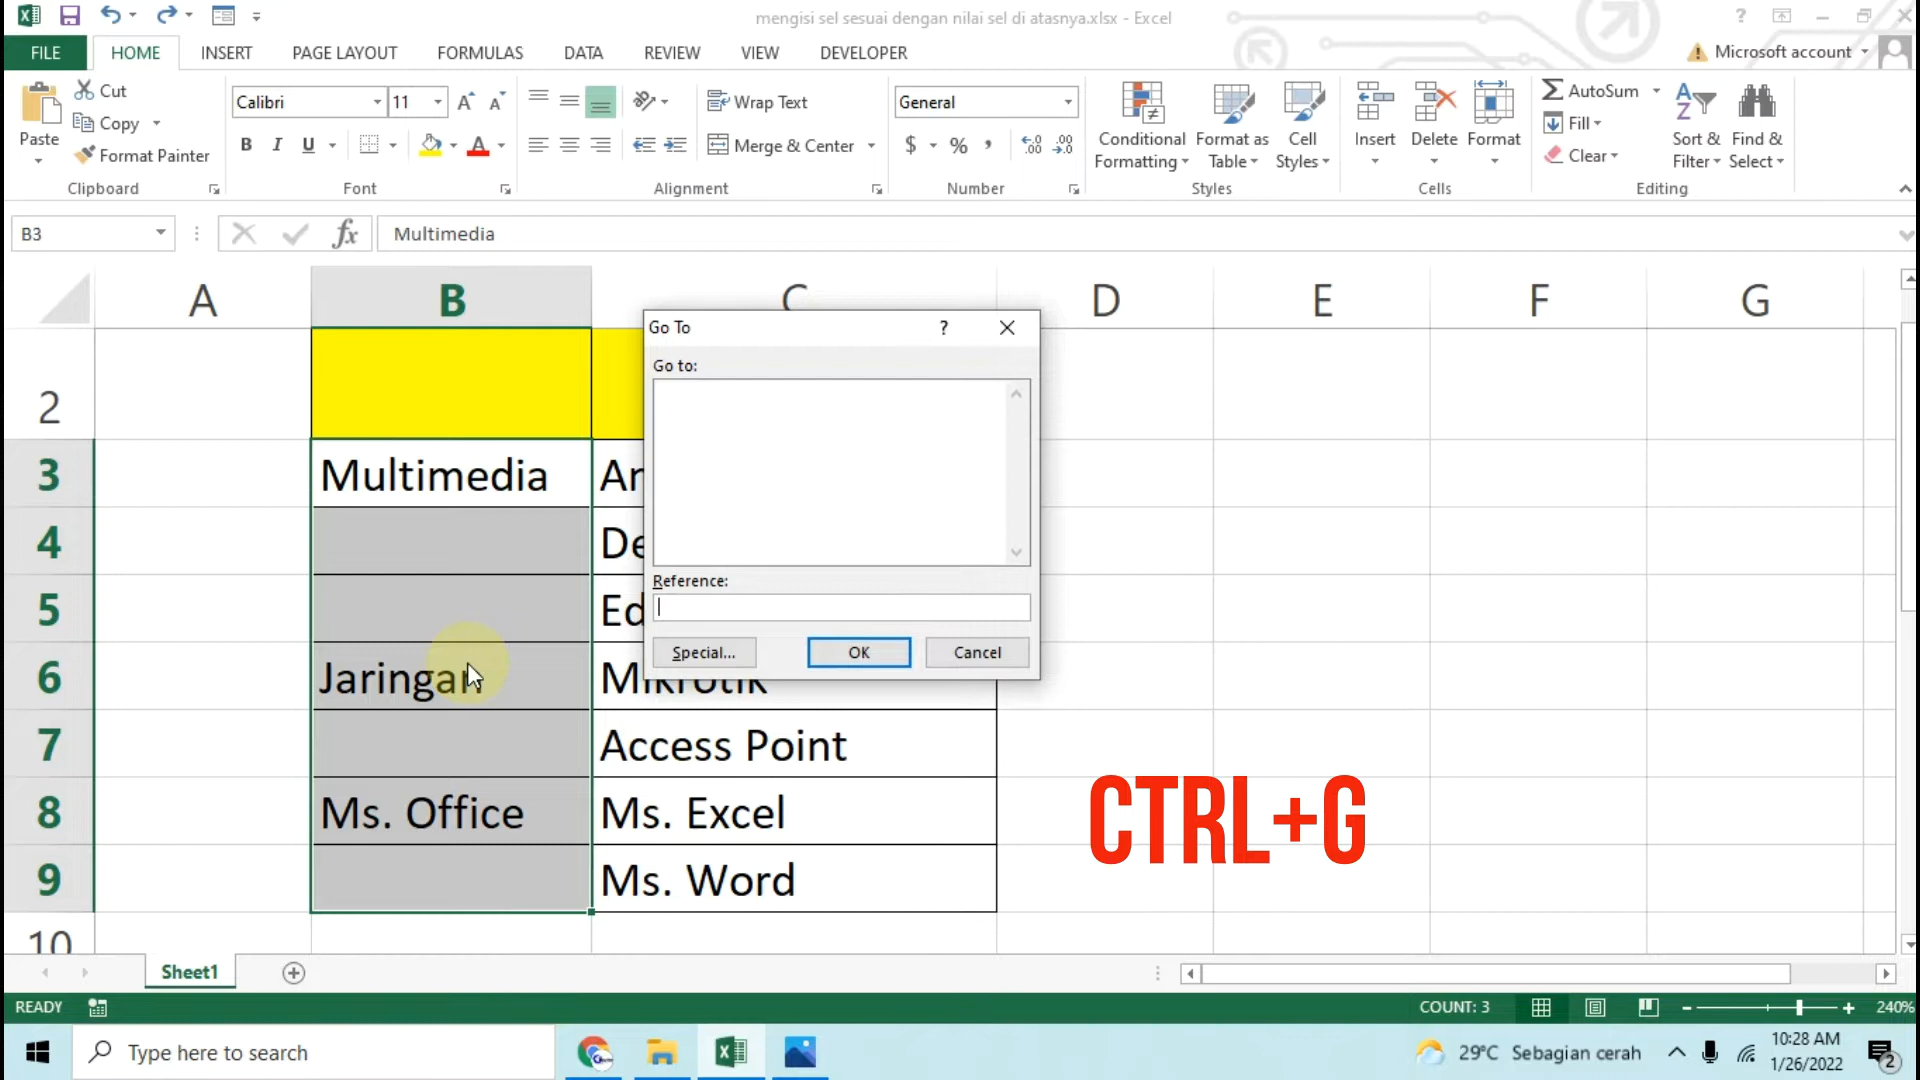 mengisi sel sesuai dengan nilai sel di atasnya.xlsx - Excel
FILE HOME INSERT PAGE LAYOUT FORMULAS DATA REVIEW VIEW DEVELOPER Microsoft account
Cut
Copy
Format Painter
Paste
Clipboard
Calibri 11
B I U
Font
Wrap Text
Merge & Center
Alignment
General
$ % ,
Number
Conditional Formatting
Format as Table
Cell Styles
Styles
Insert Delete Format
Cells
AutoSum
Fill
Clear
Sort & Filter
Find & Select
Editing
B3 fx Multimedia
A B C D E F G
2
3 Multimedia
4
5
6 Jaringan
7 Access Point
8 Ms. Office Ms. Excel
9 Ms. Word
10
Go To ?
Go to:
Reference:
Special... OK Cancel
CTRL+G
Sheet1
READY COUNT: 3 240%
Type here to search
29°C Sebagian cerah
10:28 AM
1/26/2022
2